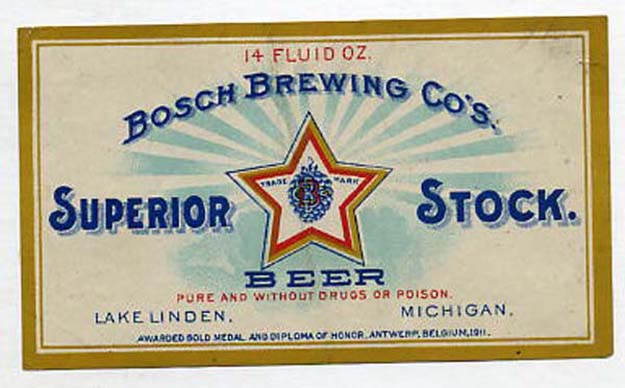 14 FLUID OZ.
BOSCH BREWING CO'S.
TRADE MARK
B
SUPERIOR STOCK.
BEER
PURE AND WITHOUT DRUGS OR POISON.
LAKE LINDEN. MICHIGAN.
AWARDED GOLD MEDAL AND DIPLOMA OF HONOR, ANTWERP, BELGIUM, 1911.